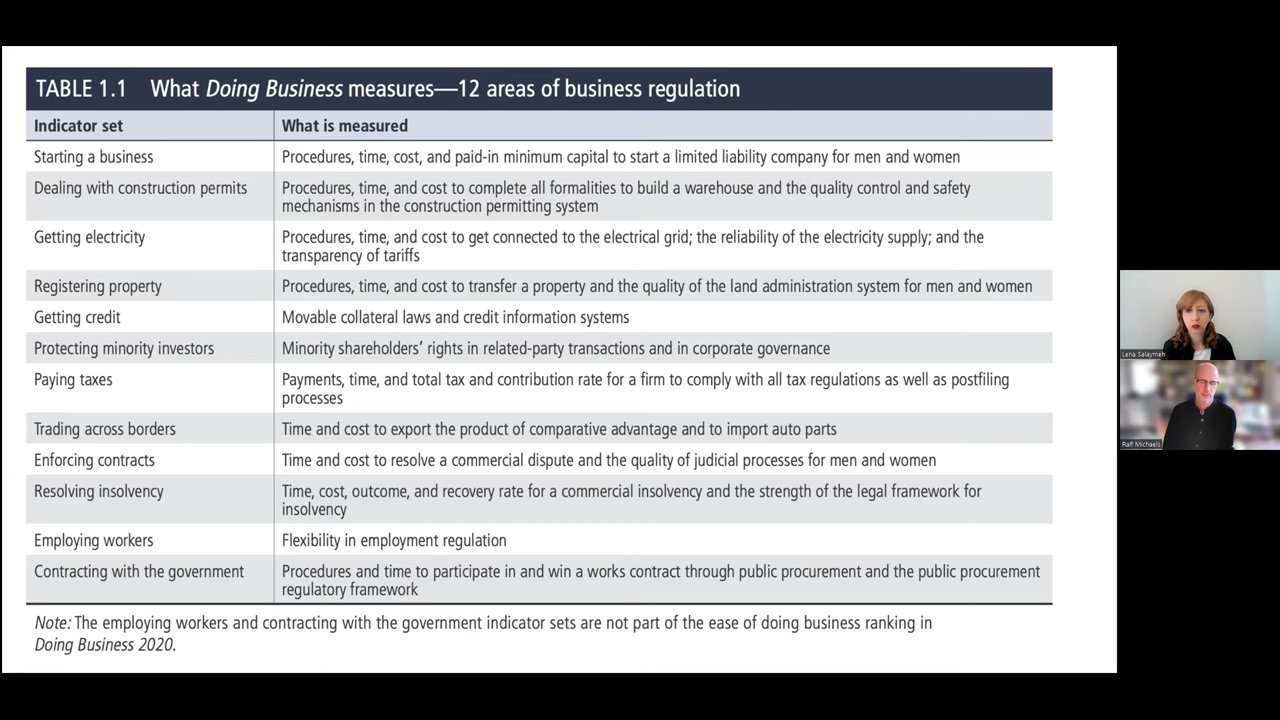 TABLE 1.1 What Doing Business measures—12 areas of business regulation
Indicator set What is measured
Starting a business Procedures, time, cost, and paid-in minimum capital to start a limited liability company for men and women
Dealing with construction permits Procedures, time, and cost to complete all formalities to build a warehouse and the quality control and safety
mechanisms in the construction permitting system
Getting electricity Procedures, time, and cost to get connected to the electrical grid; the reliability of the electricity supply; and the
transparency of tariffs
Registering property Procedures, time, and cost to transfer a property and the quality of the land administration system for men and women
Getting credit Movable collateral laws and credit information systems
Protecting minority investors Minority shareholders’ rights in related-party transactions and in corporate governance
Paying taxes Payments, time, and total tax and contribution rate for a firm to comply with all tax regulations as well as postfiling
processes
Trading across borders Time and cost to export the product of comparative advantage and to import auto parts
Enforcing contracts Time and cost to resolve a commercial dispute and the quality of judicial processes for men and women
Resolving insolvency Time, cost, outcome, and recovery rate for a commercial insolvency and the strength of the legal framework for
insolvency
Employing workers Flexibility in employment regulation
Contracting with the government Procedures and time to participate in and win a works contract through public procurement and the public procurement
regulatory framework
Note: The employing workers and contracting with the government indicator sets are not part of the ease of doing business ranking in
Doing Business 2020.
Lena Salaymeh
Ralf Michaels